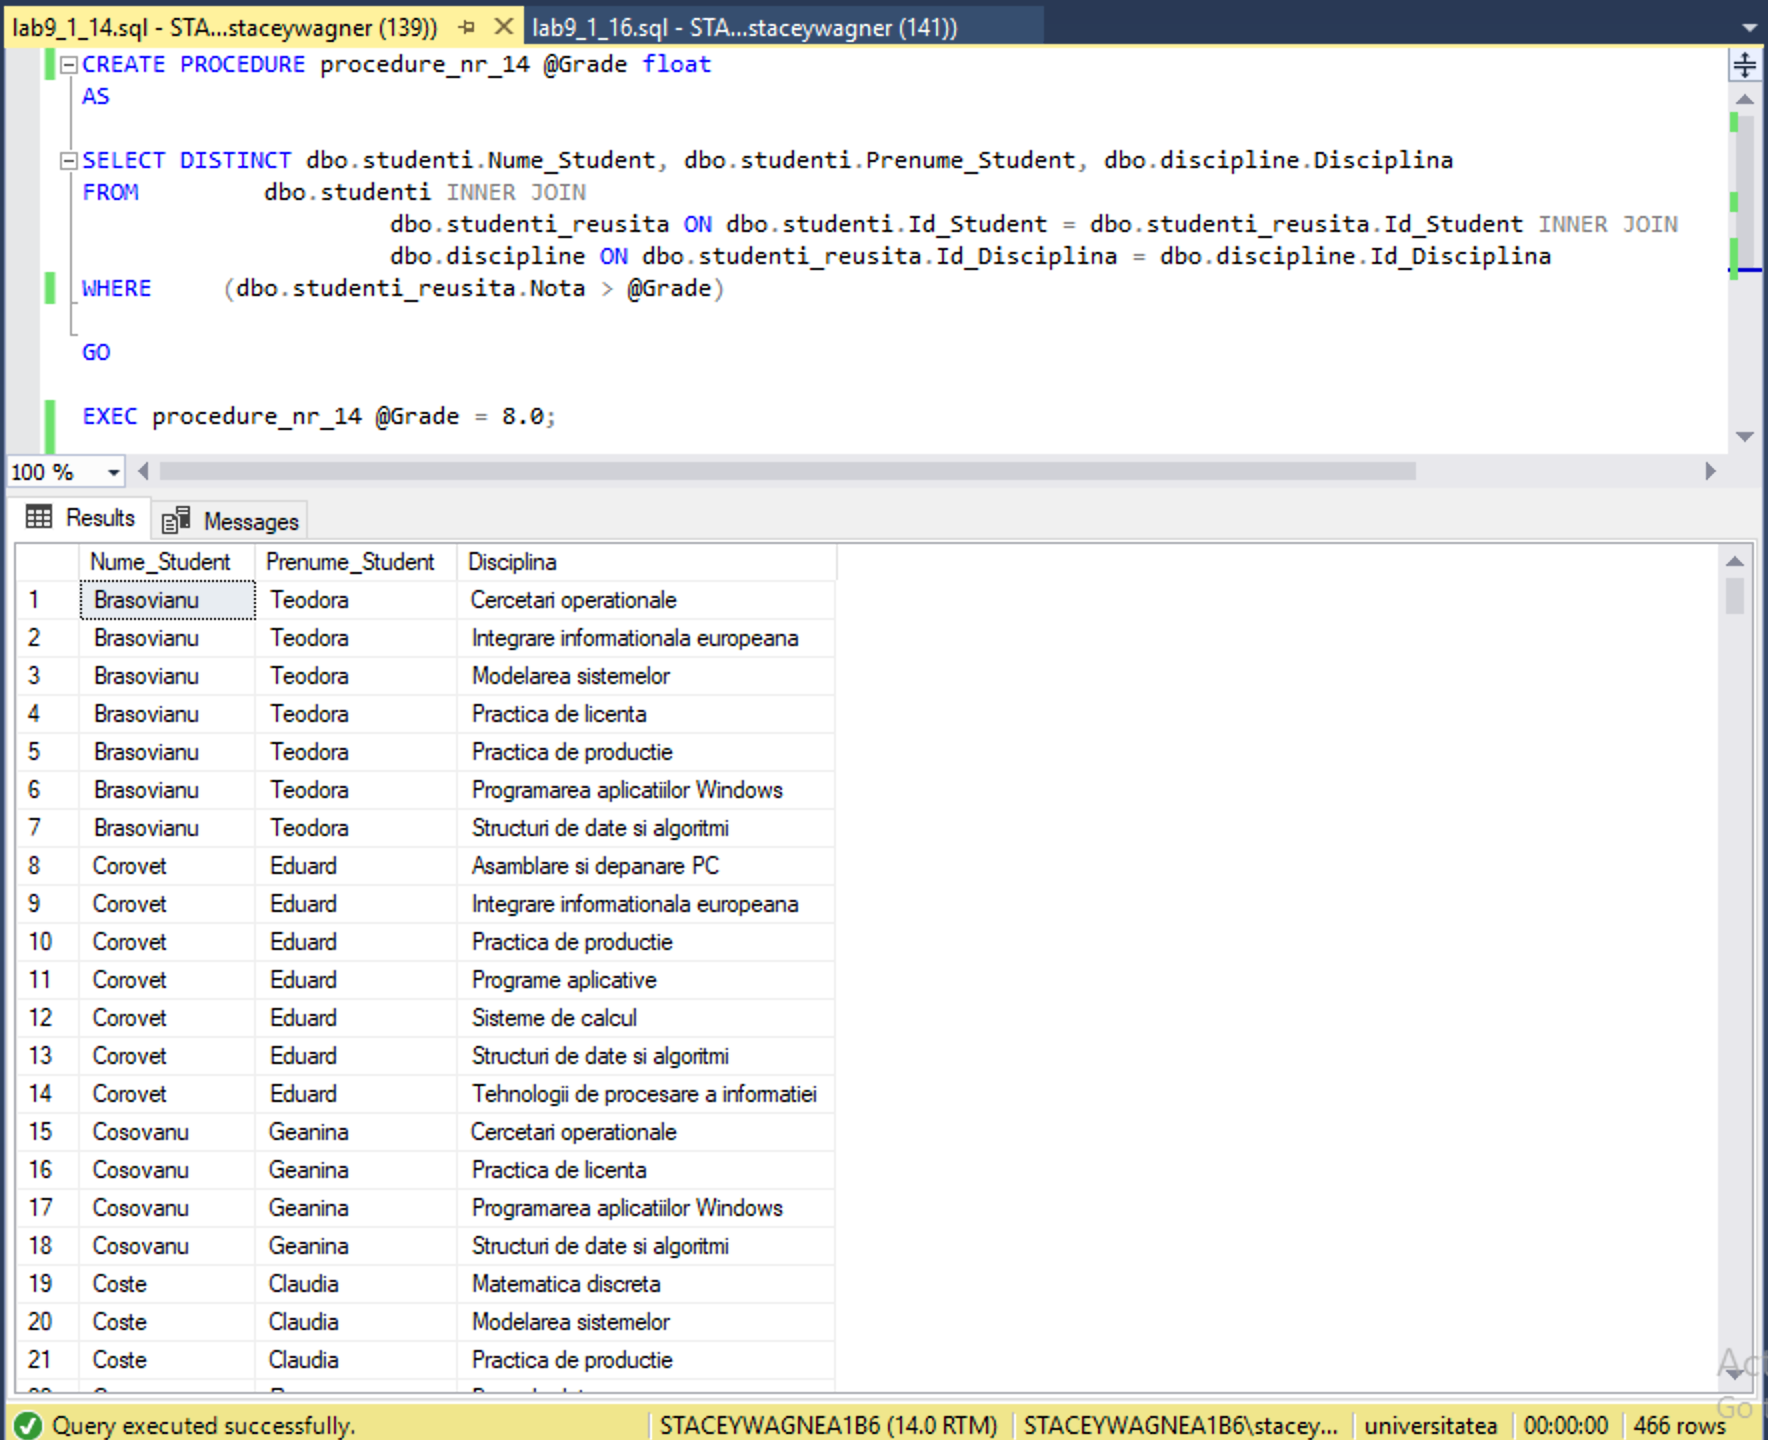 lab9_1_14.sql - STA...staceywagner (139)) lab9_1_16.sql - STA...staceywagner (141))
CREATE PROCEDURE procedure_nr_14 @Grade float
AS
SELECT DISTINCT dbo.studenti.Nume_Student, dbo.studenti.Prenume_Student, dbo.discipline.Disciplina
FROM dbo.studenti INNER JOIN
dbo.studenti_reusita ON dbo.studenti.Id_Student = dbo.studenti_reusita.Id_Student INNER JOIN
dbo.discipline ON dbo.studenti_reusita.Id_Disciplina = dbo.discipline.Id_Disciplina
WHERE (dbo.studenti_reusita.Nota > @Grade)
GO
EXEC procedure_nr_14 @Grade = 8.0;
100 %
Results Messages
Nume_Student Prenume_Student Disciplina
1 Brasovianu Teodora Cercetari operationale
2 Brasovianu Teodora Integrare informationala europeana
3 Brasovianu Teodora Modelarea sistemelor
4 Brasovianu Teodora Practica de licenta
5 Brasovianu Teodora Practica de productie
6 Brasovianu Teodora Programarea aplicatiilor Windows
7 Brasovianu Teodora Structuri de date si algoritmi
8 Corovet Eduard Asamblare si depanare PC
9 Corovet Eduard Integrare informationala europeana
10 Corovet Eduard Practica de productie
11 Corovet Eduard Programe aplicative
12 Corovet Eduard Sisteme de calcul
13 Corovet Eduard Structuri de date si algoritmi
14 Corovet Eduard Tehnologii de procesare a informatiei
15 Cosovanu Geanina Cercetari operationale
16 Cosovanu Geanina Practica de licenta
17 Cosovanu Geanina Programarea aplicatiilor Windows
18 Cosovanu Geanina Structuri de date si algoritmi
19 Coste Claudia Matematica discreta
20 Coste Claudia Modelarea sistemelor
21 Coste Claudia Practica de productie
Query executed successfully. STACEYWAGNEA1B6 (14.0 RTM) STACEYWAGNEA1B6\stacey... universitatea 00:00:00 466 rows